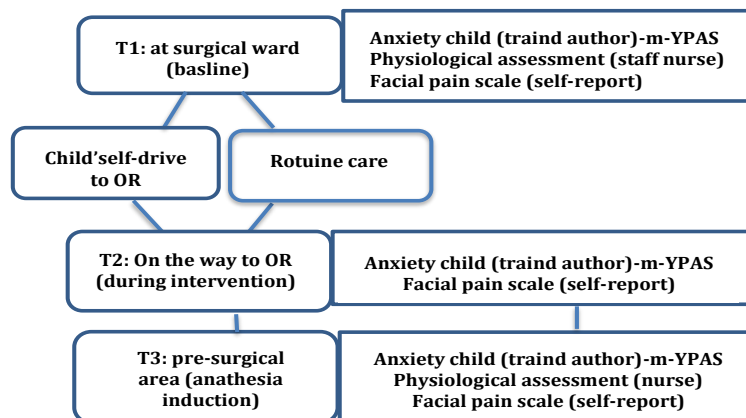 T1: at surgical ward
(basline)
Anxiety child (traind author)-m-YPAS
Physiological assessment (staff nurse)
Facial pain scale (self-report)
Child'self-drive
to OR
Rotuine care
T2: On the way to OR
(during intervention)
Anxiety child (traind author)-m-YPAS
Facial pain scale (self-report)
T3: pre-surgical
area (anathesia
induction)
Anxiety child (traind author)-m-YPAS
Physiological assessment (nurse)
Facial pain scale (self-report)